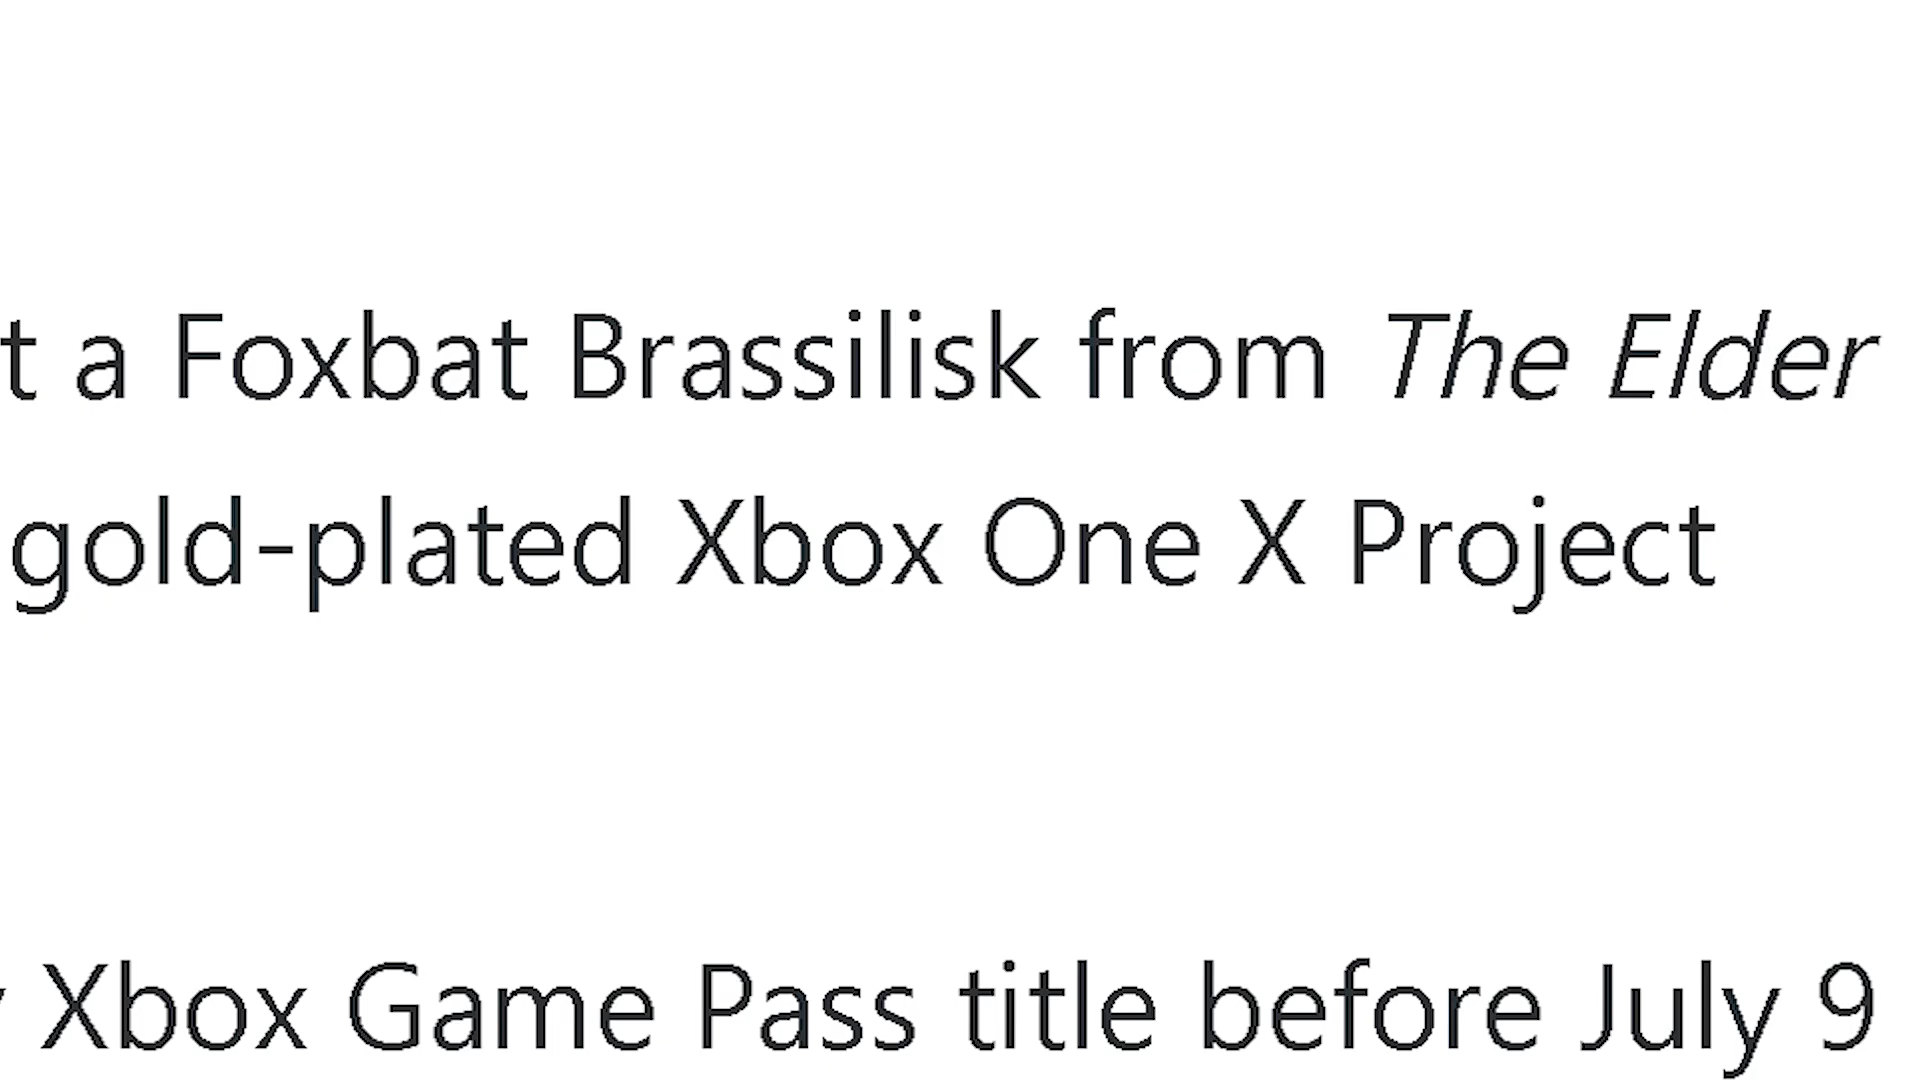 t a Foxbat Brassilisk from The Elder
gold-plated Xbox One X Project
Xbox Game Pass title before July 9